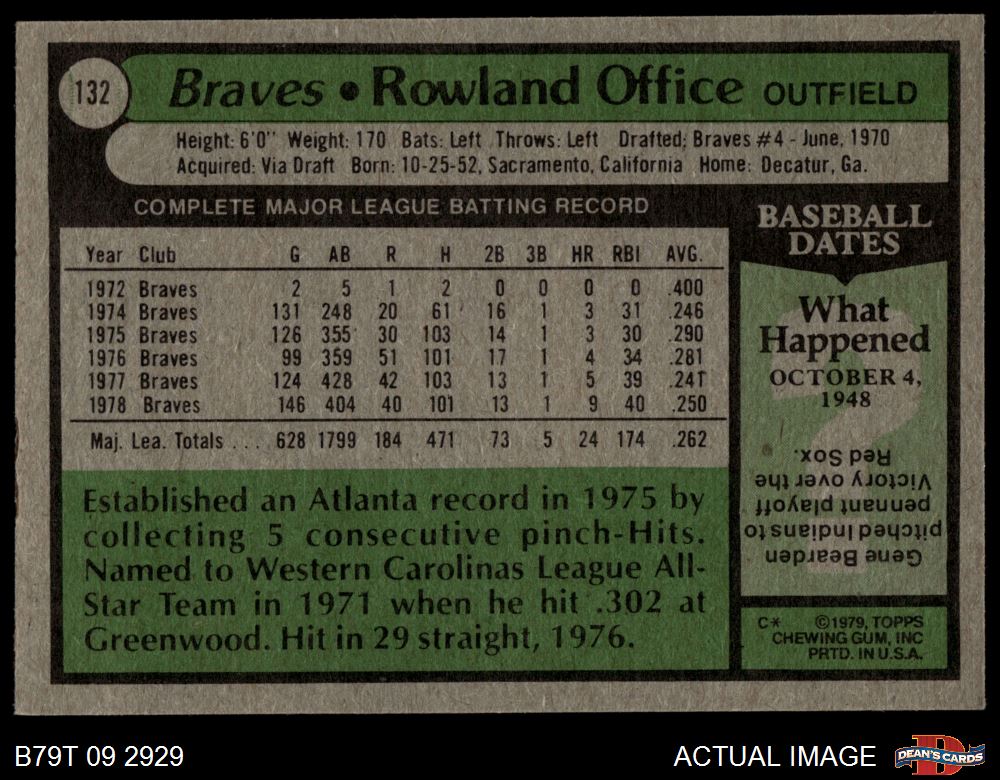 132
Braves • Rowland Office OUTFIELD
Height: 6'0" Weight: 170 Bats: Left Throws: Left Drafted: Braves #4 - June, 1970
Acquired: Via Draft Born: 10-25-52, Sacramento, California Home: Decatur, Ga.
COMPLETE MAJOR LEAGUE BATTING RECORD
Year Club G AB R H 2B 3B HR RBI AVG.
1972 Braves 2 5 1 2 0 0 0 0 .400
1974 Braves 131 248 20 61 16 1 3 31 .246
1975 Braves 126 355 30 103 14 1 3 30 .290
1976 Braves 99 359 51 101 17 1 4 34 .281
1977 Braves 124 428 42 103 13 1 5 39 .241
1978 Braves 146 404 40 101 13 1 9 40 .250
Maj. Lea. Totals . . . 628 1799 184 471 73 5 24 174 .262
Established an Atlanta record in 1975 by
collecting 5 consecutive pinch-Hits.
Named to Western Carolinas League All-
Star Team in 1971 when he hit .302 at
Greenwood. Hit in 29 straight, 1976.
BASEBALL
DATES
What
Happened
OCTOBER 4,
1948
Gene Bearden
pitched Indians to
pennant playoff
Victory over the
Red Sox.
C* ©1979, TOPPS
CHEWING GUM, INC
PRTD. IN U.S.A.
B79T 09 2929
ACTUAL IMAGE
DEAN'S CARDS